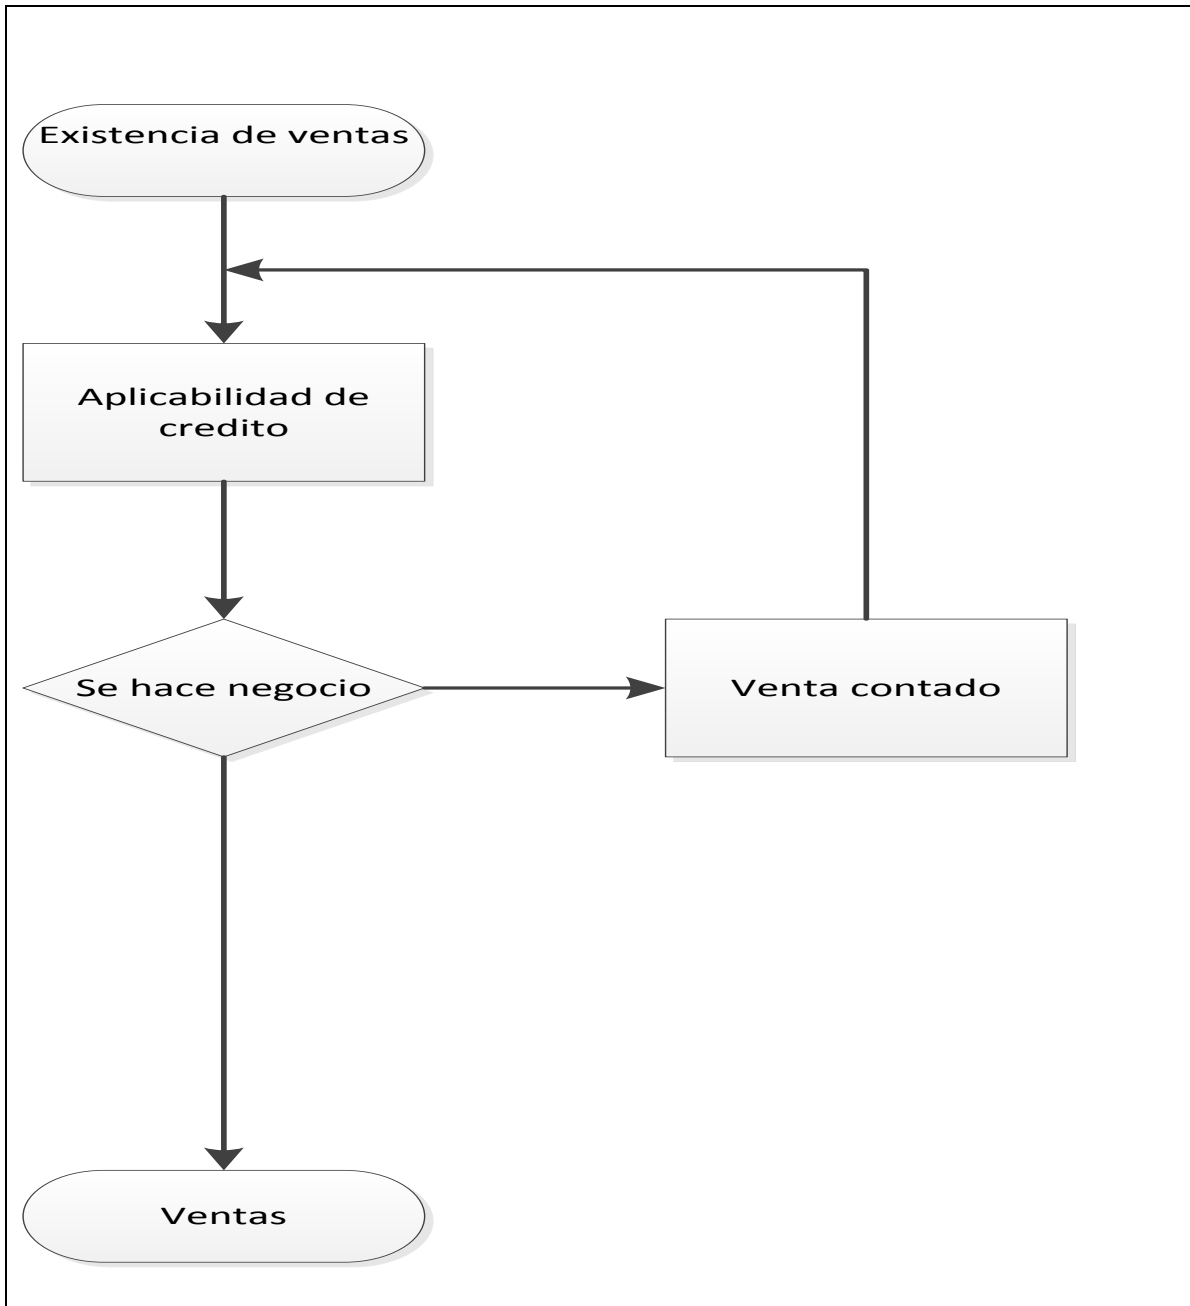 Existencia de ventas
Aplicabilidad de
credito
Se hace negocio
Venta contado
Ventas